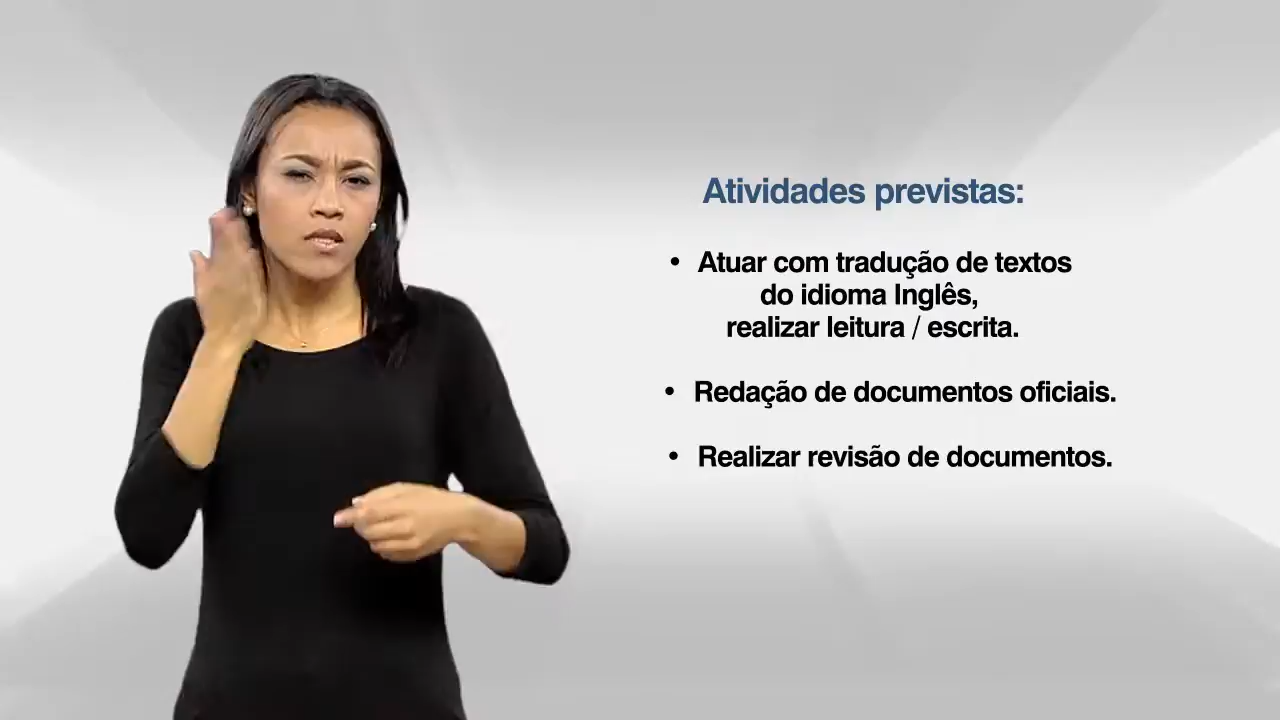 Atividades previstas:
• Atuar com tradução de textos
do idioma Inglês,
realizar leitura / escrita.
• Redação de documentos oficiais.
• Realizar revisão de documentos.